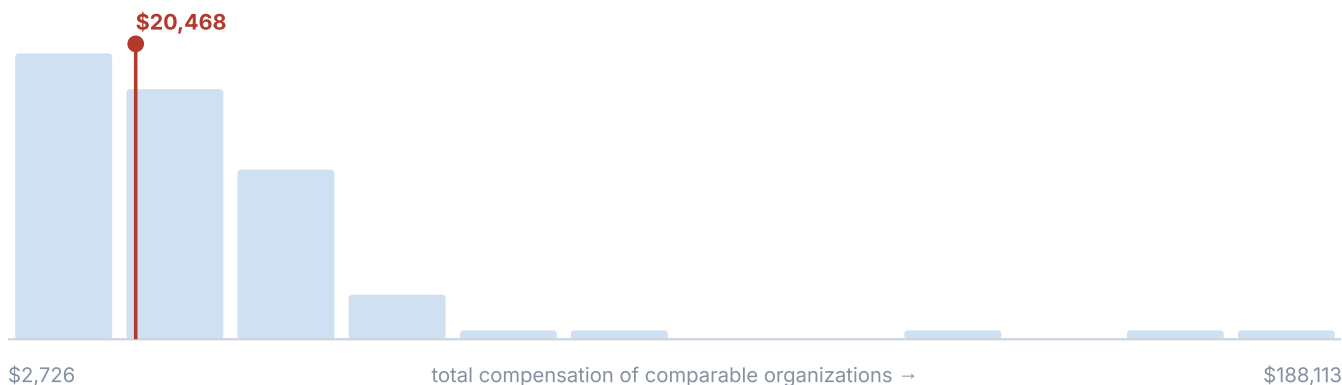 $20,468
$2,726 total compensation of comparable organizations → $188,113